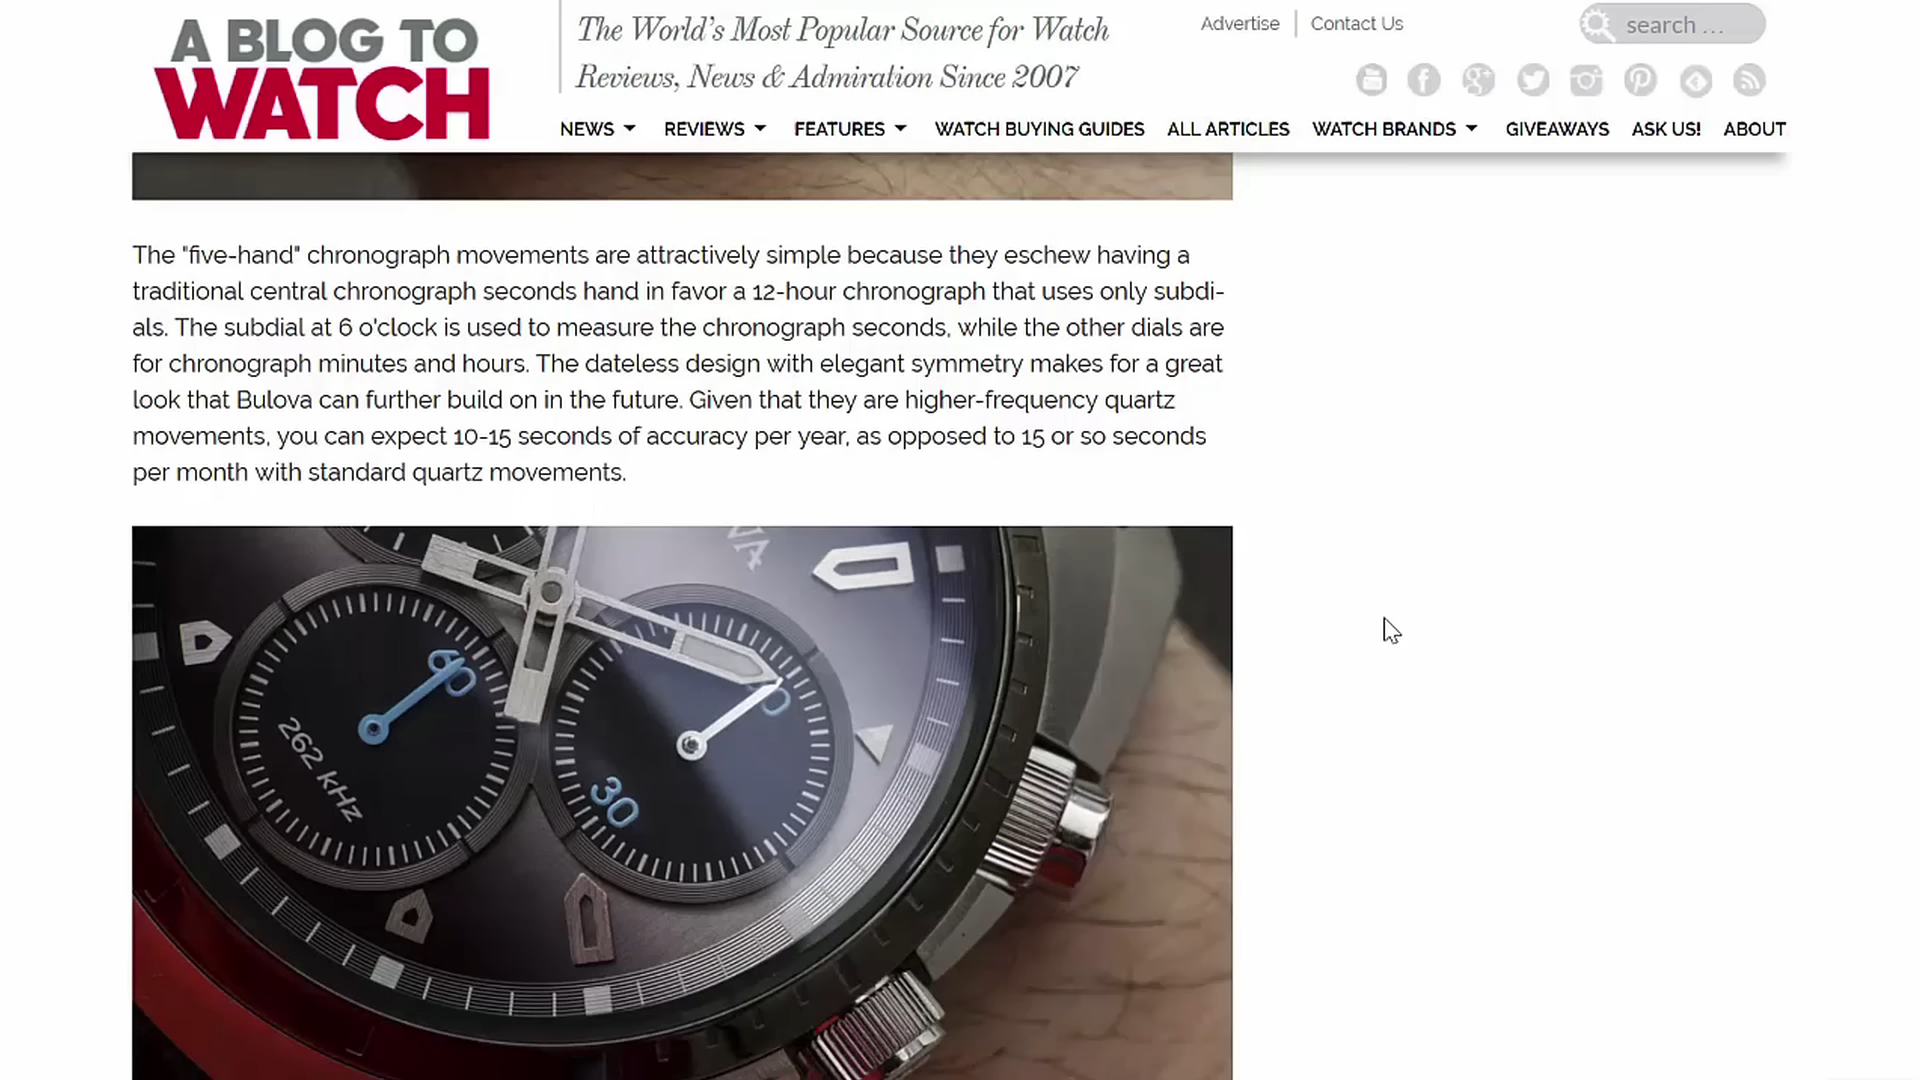 A BLOG TO
WATCH
The World's Most Popular Source for Watch
Reviews, News & Admiration Since 2007
Advertise
Contact Us
search ...
NEWS
REVIEWS
FEATURES
WATCH BUYING GUIDES
ALL ARTICLES
WATCH BRANDS
GIVEAWAYS
ASK US!
ABOUT
The "five-hand" chronograph movements are attractively simple because they eschew having a
traditional central chronograph seconds hand in favor a 12-hour chronograph that uses only subdi-
als. The subdial at 6 o'clock is used to measure the chronograph seconds, while the other dials are
for chronograph minutes and hours. The dateless design with elegant symmetry makes for a great
look that Bulova can further build on in the future. Given that they are higher-frequency quartz
movements, you can expect 10-15 seconds of accuracy per year, as opposed to 15 or so seconds
per month with standard quartz movements.
VA
60
262 kHz
30